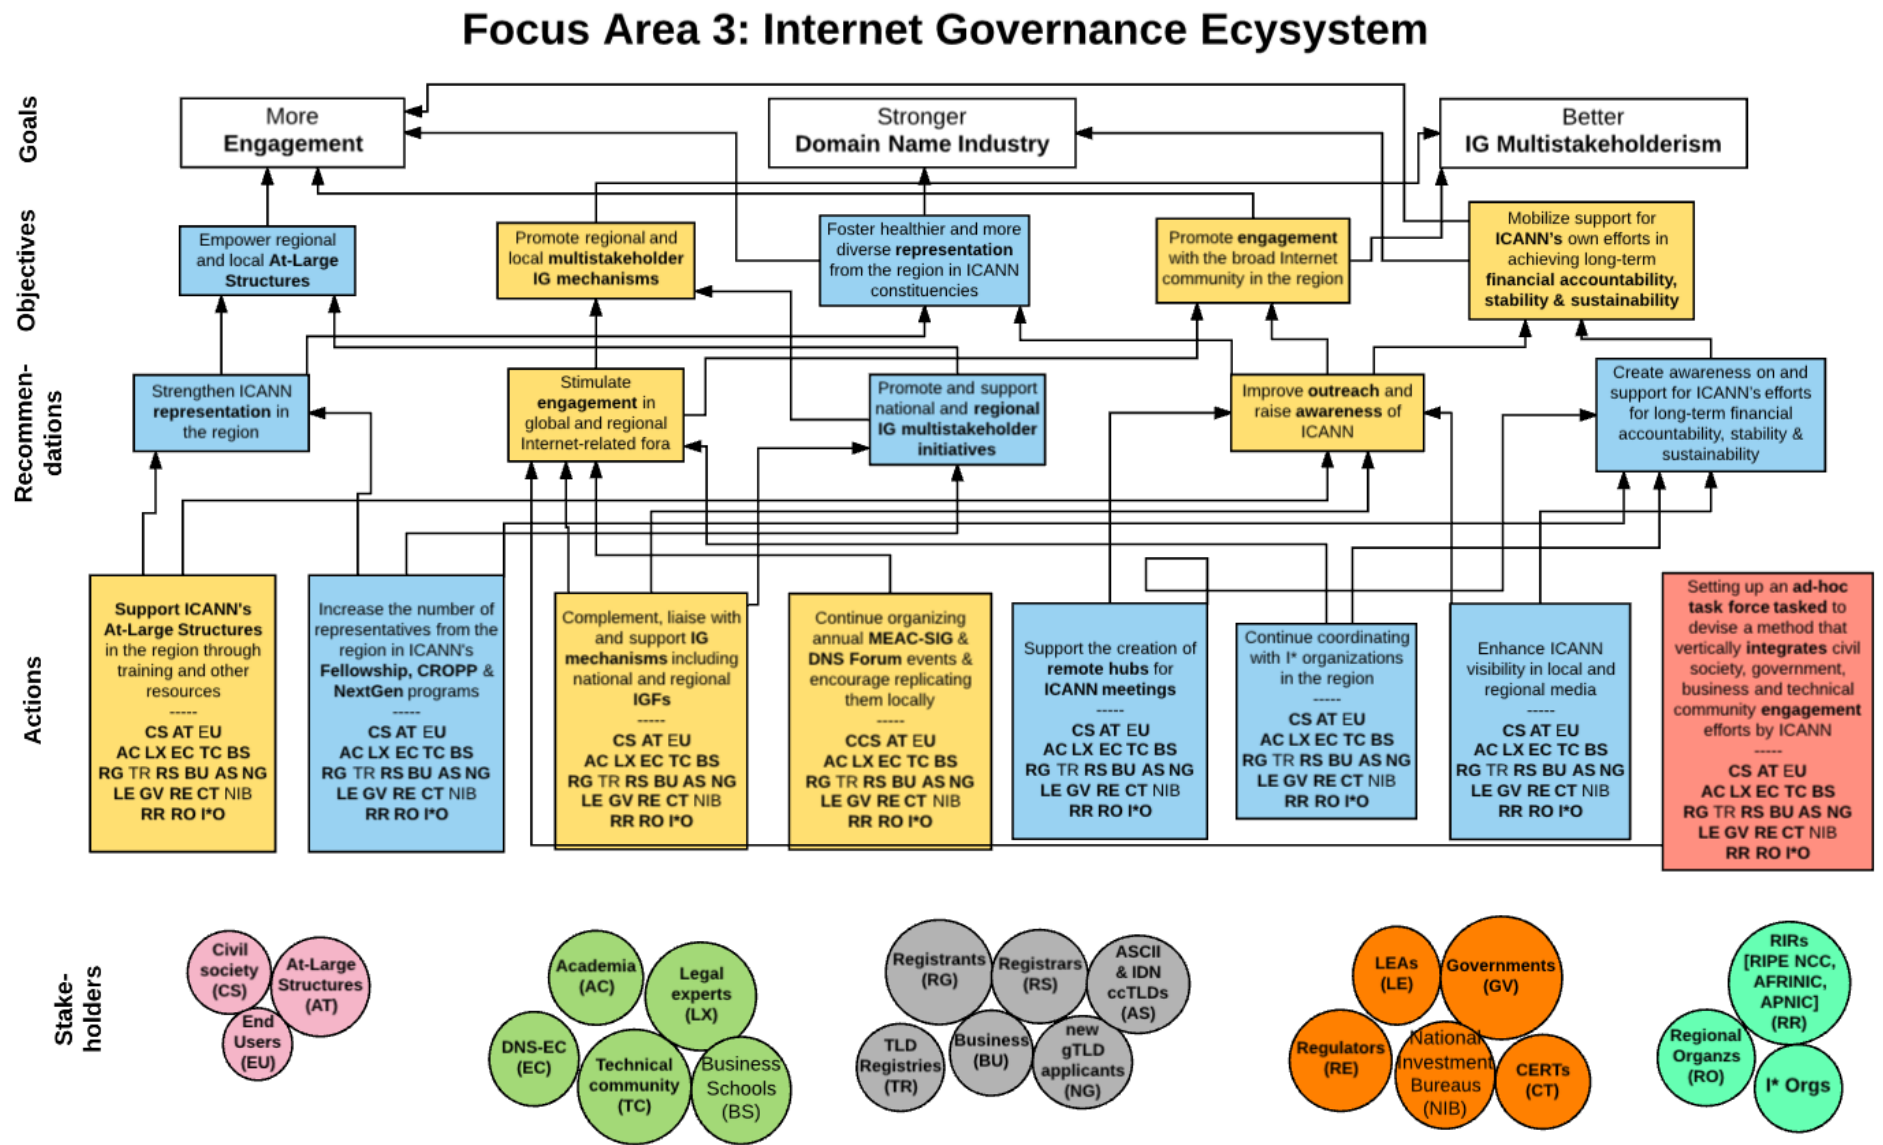 Focus Area 3: Internet Governance Ecysystem
Goals
More
Engagement
Stronger
Domain Name Industry
Better
IG Multistakeholderism
Objectives
Empower regional
and local At-Large
Structures
Promote regional and
local multistakeholder
IG mechanisms
Foster healthier and more
diverse representation
from the region in ICANN
constituencies
Promote engagement
with the broad Internet
community in the region
Mobilize support for
ICANN's own efforts in
achieving long-term
financial accountability,
stability & sustainability
Recommen-
dations
Strengthen ICANN
representation in
the region
Stimulate
engagement in
global and regional
Internet-related fora
Promote and support
national and regional
IG multistakeholder
initiatives
Improve outreach and
raise awareness of
ICANN
Create awareness on and
support for ICANN's efforts
for long-term financial
accountability, stability &
sustainability
Actions
Support ICANN's
At-Large Structures
in the region through
training and other
resources
-----
CS AT EU
AC LX EC TC BS
RG TR RS BU AS NG
LE GV RE CT NIB
RR RO I*O
Increase the number of
representatives from the
region in ICANN's
Fellowship, CROPP &
NextGen programs
-----
CS AT EU
AC LX EC TC BS
RG TR RS BU AS NG
LE GV RE CT NIB
RR RO I*O
Complement, liaise with
and support IG
mechanisms including
national and regional
IGFs
-----
CS AT EU
AC LX EC TC BS
RG TR RS BU AS NG
LE GV RE CT NIB
RR RO I*O
Continue organizing
annual MEAC-SIG &
DNS Forum events &
encourage replicating
them locally
-----
CCS AT EU
AC LX EC TC BS
RG TR RS BU AS NG
LE GV RE CT NIB
RR RO I*O
Support the creation of
remote hubs for
ICANN meetings
-----
CS AT EU
AC LX EC TC BS
RG TR RS BU AS NG
LE GV RE CT NIB
RR RO I*O
Continue coordinating
with I* organizations
in the region
-----
CS AT EU
AC LX EC TC BS
RG TR RS BU AS NG
LE GV RE CT NIB
RR RO I*O
Enhance ICANN
visibility in local and
regional media
-----
CS AT EU
AC LX EC TC BS
RG TR RS BU AS NG
LE GV RE CT NIB
RR RO I*O
Setting up an ad-hoc
task force tasked to
devise a method that
vertically integrates civil
society, government,
business and technical
community engagement
efforts by ICANN
-----
CS AT EU
AC LX EC TC BS
RG TR RS BU AS NG
LE GV RE CT NIB
RR RO I*O
Stake-
holders
Civil
society
(CS)
At-Large
Structures
(AT)
End
Users
(EU)
Academia
(AC)
Legal
experts
(LX)
DNS-EC
(EC)
Technical
community
(TC)
Business
Schools
(BS)
Registrants
(RG)
Registrars
(RS)
ASCII
& IDN
ccTLDs
(AS)
TLD
Registries
(TR)
Business
(BU)
new
gTLD
applicants
(NG)
LEAs
(LE)
Governments
(GV)
Regulators
(RE)
National
Investment
Bureaus
(NIB)
CERTs
(CT)
RIRs
[RIPE NCC,
AFRINIC,
APNIC]
(RR)
Regional
Organzs
(RO)
I* Orgs